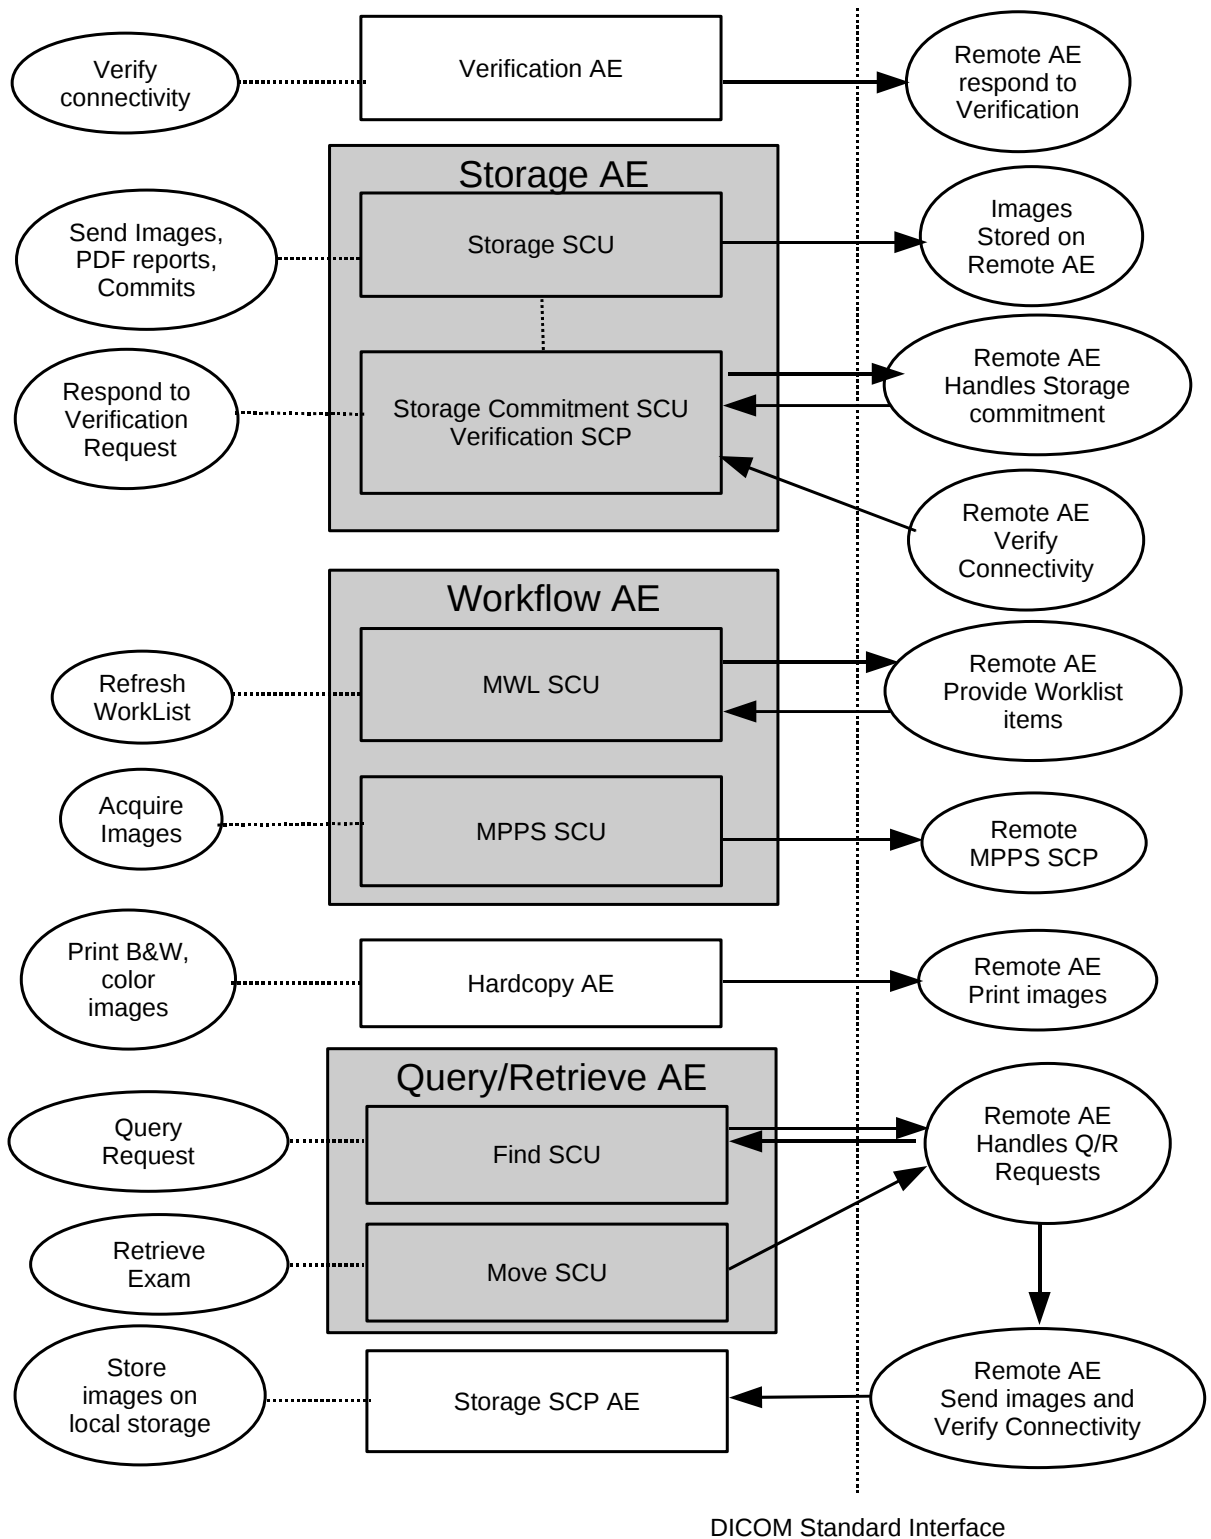 Verify
connectivity
Verification AE
Remote AE
respond to
Verification
Storage AE
Send Images,
PDF reports,
Commits
Storage SCU
Images
Stored on
Remote AE
Respond to
Verification
Request
Storage Commitment SCU
Verification SCP
Remote AE
Handles Storage
commitment
Remote AE
Verify
Connectivity
Workflow AE
Refresh
WorkList
MWL SCU
Remote AE
Provide Worklist
items
Acquire
Images
MPPS SCU
Remote
MPPS SCP
Print B&W,
color
images
Hardcopy AE
Remote AE
Print images
Query/Retrieve AE
Query
Request
Find SCU
Remote AE
Handles Q/R
Requests
Retrieve
Exam
Move SCU
Store
images on
local storage
Storage SCP AE
Remote AE
Send images and
Verify Connectivity
DICOM Standard Interface